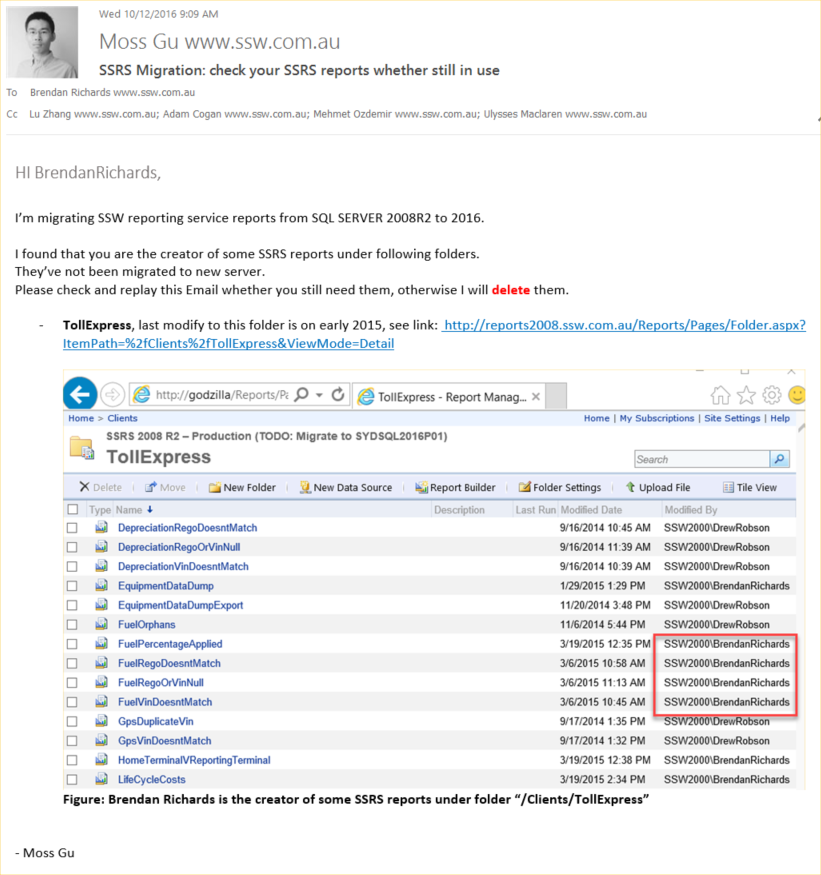 Wed 10/12/2016 9:09 AM
Moss Gu www.ssw.com.au
SSRS Migration: check your SSRS reports whether still in use
To Brendan Richards www.ssw.com.au
Cc Lu Zhang www.ssw.com.au; Adam Cogan www.ssw.com.au; Mehmet Ozdemir www.ssw.com.au; Ulysses Maclaren www.ssw.com.au
HI BrendanRichards,
I'm migrating SSW reporting service reports from SQL SERVER 2008R2 to 2016.
I found that you are the creator of some SSRS reports under following folders.
They've not been migrated to new server.
Please check and replay this Email whether you still need them, otherwise I will delete them.
- TollExpress, last modify to this folder is on early 2015, see link: http://reports2008.ssw.com.au/Reports/Pages/Folder.aspx?
ItemPath=%2fClients%2fTollExpress&ViewMode=Detail
http://godzilla/Reports/Pa TollExpress - Report Manag...
Home > Clients Home | My Subscriptions | Site Settings | Help
SSRS 2008 R2 – Production (TODO: Migrate to SYDSQL2016P01)
TollExpress Search
Delete Move New Folder New Data Source Report Builder Folder Settings Upload File Tile View
Type Name Description Last Run Modified Date Modified By
DepreciationRegoDoesntMatch 9/16/2014 10:45 AM SSW2000\DrewRobson
DepreciationRegoOrVinNull 9/16/2014 11:39 AM SSW2000\DrewRobson
DepreciationVinDoesntMatch 9/16/2014 10:39 AM SSW2000\DrewRobson
EquipmentDataDump 1/29/2015 1:29 PM SSW2000\BrendanRichards
EquipmentDataDumpExport 11/20/2014 3:48 PM SSW2000\DrewRobson
FuelOrphans 11/6/2014 5:44 PM SSW2000\DrewRobson
FuelPercentageApplied 3/19/2015 12:35 PM SSW2000\BrendanRichards
FuelRegoDoesntMatch 3/6/2015 10:58 AM SSW2000\BrendanRichards
FuelRegoOrVinNull 3/6/2015 11:13 AM SSW2000\BrendanRichards
FuelVinDoesntMatch 3/6/2015 10:45 AM SSW2000\BrendanRichards
GpsDuplicateVin 9/17/2014 1:35 PM SSW2000\DrewRobson
GpsVinDoesntMatch 9/17/2014 1:32 PM SSW2000\DrewRobson
HomeTerminalVReportingTerminal 3/19/2015 12:38 PM SSW2000\BrendanRichards
LifeCycleCosts 3/19/2015 2:34 PM SSW2000\BrendanRichards
Figure: Brendan Richards is the creator of some SSRS reports under folder "/Clients/TollExpress"
- Moss Gu